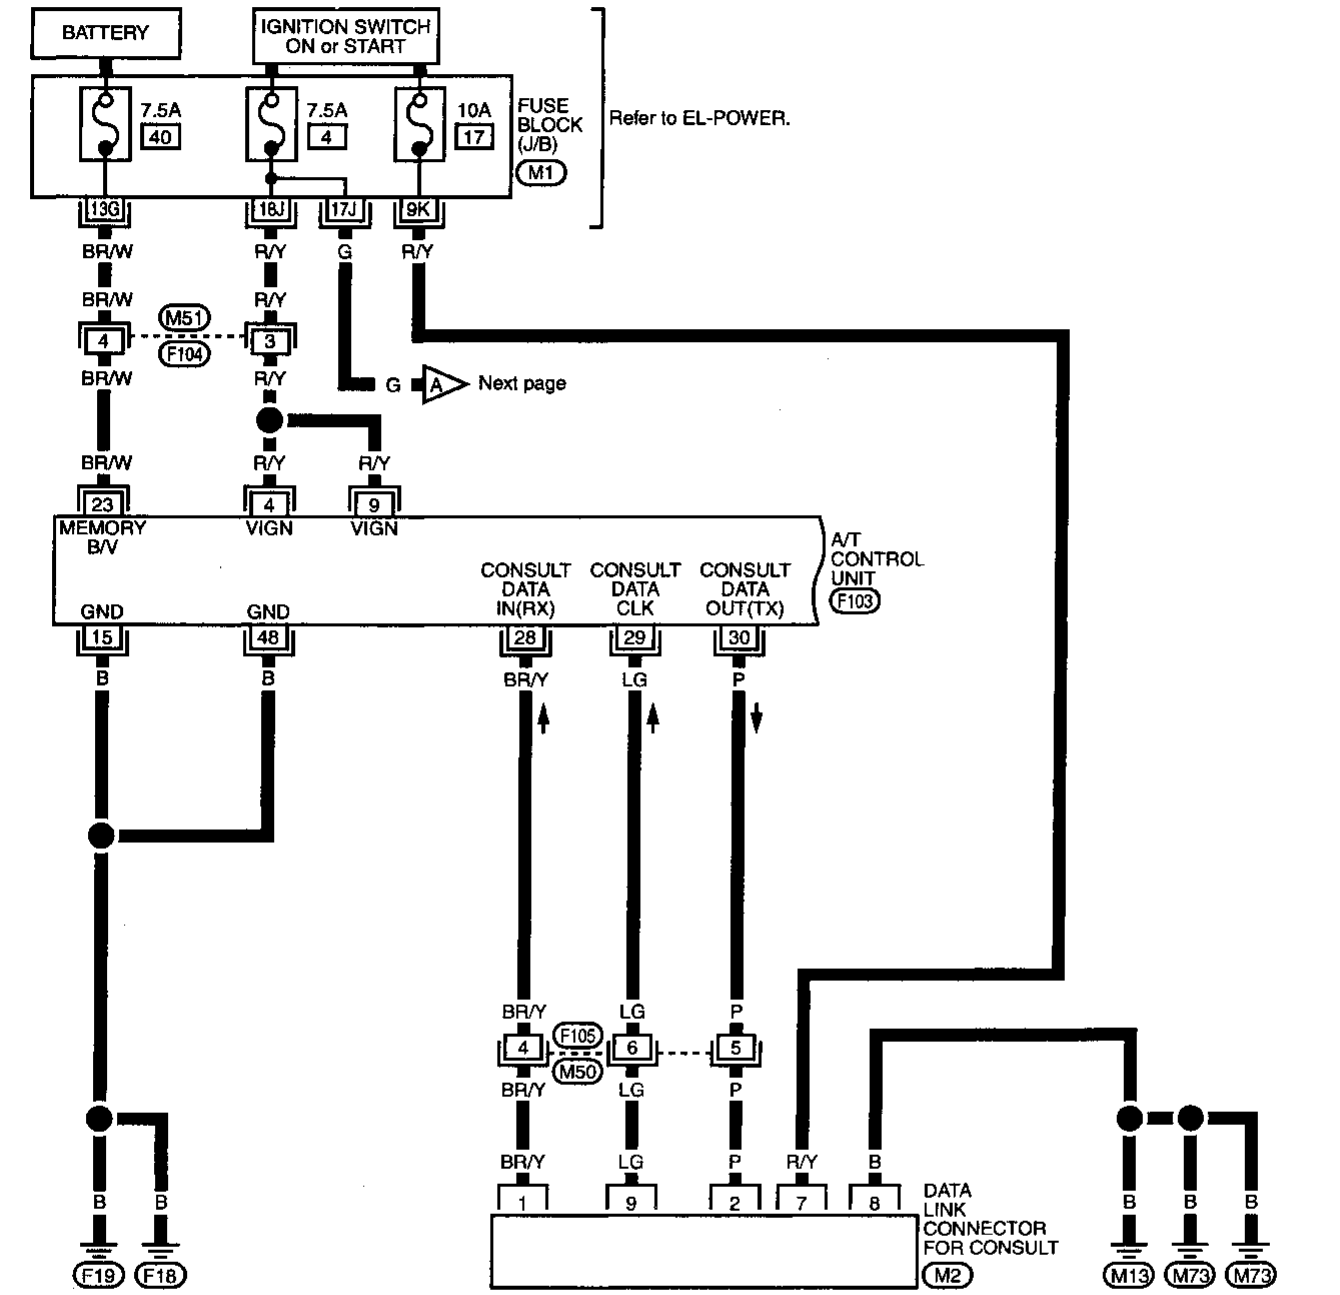 BATTERY
IGNITION SWITCH
ON or START
7.5A
40
7.5A
4
10A
17
FUSE
BLOCK
(J/B)
M1
Refer to EL-POWER.
13G
18J
17J
9K
BR/W
R/Y
G
R/Y
BR/W
R/Y
M51
4
3
F104
BR/W
R/Y
G
A
Next page
BR/W
R/Y
R/Y
23
4
9
MEMORY
B/V
VIGN
VIGN
A/T
CONTROL
UNIT
F103
CONSULT
DATA
IN(RX)
CONSULT
DATA
CLK
CONSULT
DATA
OUT(TX)
GND
GND
15
48
28
29
30
B
B
BR/Y
LG
P
BR/Y
LG
P
F105
4
6
5
M50
BR/Y
LG
P
BR/Y
LG
P
R/Y
B
1
9
2
7
8
DATA
LINK
CONNECTOR
FOR CONSULT
M2
B
B
B
B
B
F19
F18
M13
M73
M73